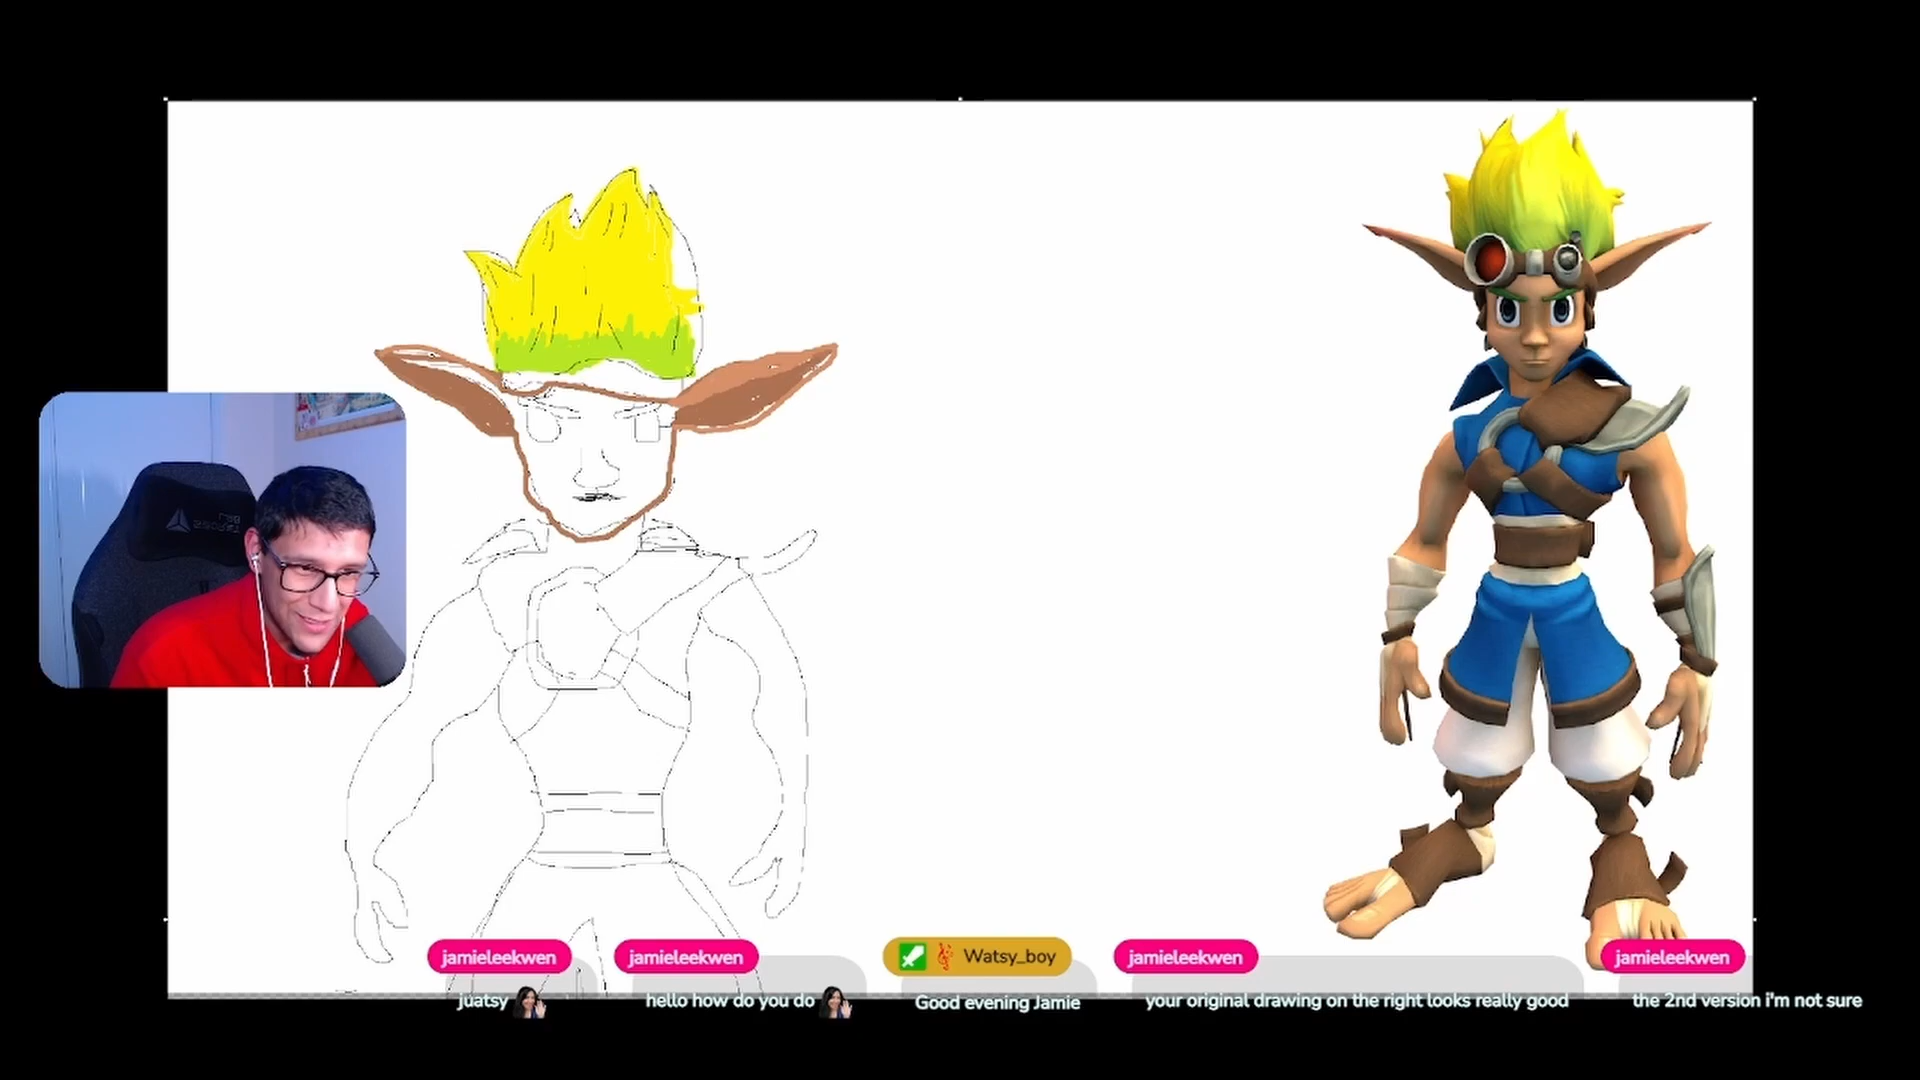 jamieleekwen
juatsy
jamieleekwen
hello how do you do
Watsy_boy
Good evening Jamie
jamieleekwen
your original drawing on the right looks really good
jamieleekwen
the 2nd version i'm not sure